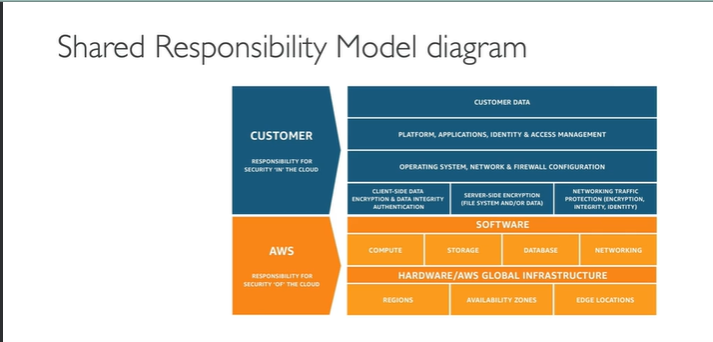 Shared Responsibility Model diagram
CUSTOMER
RESPONSIBILITY FOR
SECURITY 'IN' THE CLOUD
CUSTOMER DATA
PLATFORM, APPLICATIONS, IDENTITY & ACCESS MANAGEMENT
OPERATING SYSTEM, NETWORK & FIREWALL CONFIGURATION
CLIENT-SIDE DATA
ENCRYPTION & DATA INTEGRITY
AUTHENTICATION
SERVER-SIDE ENCRYPTION
(FILE SYSTEM AND/OR DATA)
NETWORKING TRAFFIC
PROTECTION (ENCRYPTION,
INTEGRITY, IDENTITY)
AWS
RESPONSIBILITY FOR
SECURITY 'OF' THE CLOUD
SOFTWARE
COMPUTE
STORAGE
DATABASE
NETWORKING
HARDWARE/AWS GLOBAL INFRASTRUCTURE
REGIONS
AVAILABILITY ZONES
EDGE LOCATIONS